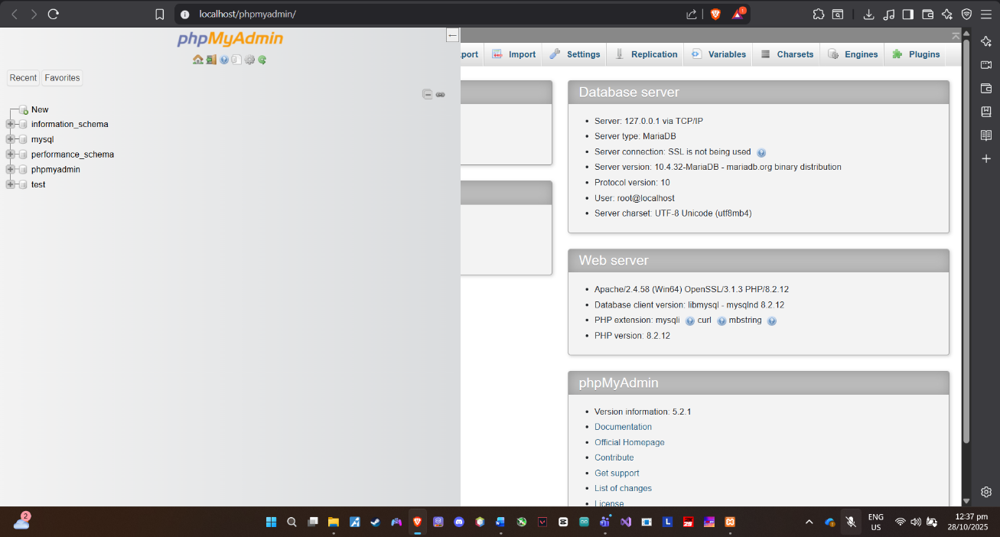 localhost/phpmyadmin/
1
phpMyAdmin
Recent
Favorites
New
information_schema
mysql
performance_schema
phpmyadmin
test
port
Import
Settings
Replication
Variables
Charsets
Engines
Plugins
Database server
Server: 127.0.0.1 via TCP/IP
Server type: MariaDB
Server connection: SSL is not being used
Server version: 10.4.32-MariaDB - mariadb.org binary distribution
Protocol version: 10
User: root@localhost
Server charset: UTF-8 Unicode (utf8mb4)
Web server
Apache/2.4.58 (Win64) OpenSSL/3.1.3 PHP/8.2.12
Database client version: libmysql - mysqlnd 8.2.12
PHP extension: mysqli curl mbstring
PHP version: 8.2.12
phpMyAdmin
Version information: 5.2.1
Documentation
Official Homepage
Contribute
Get support
List of changes
License
2
ENG
US
12:37 pm
28/10/2025